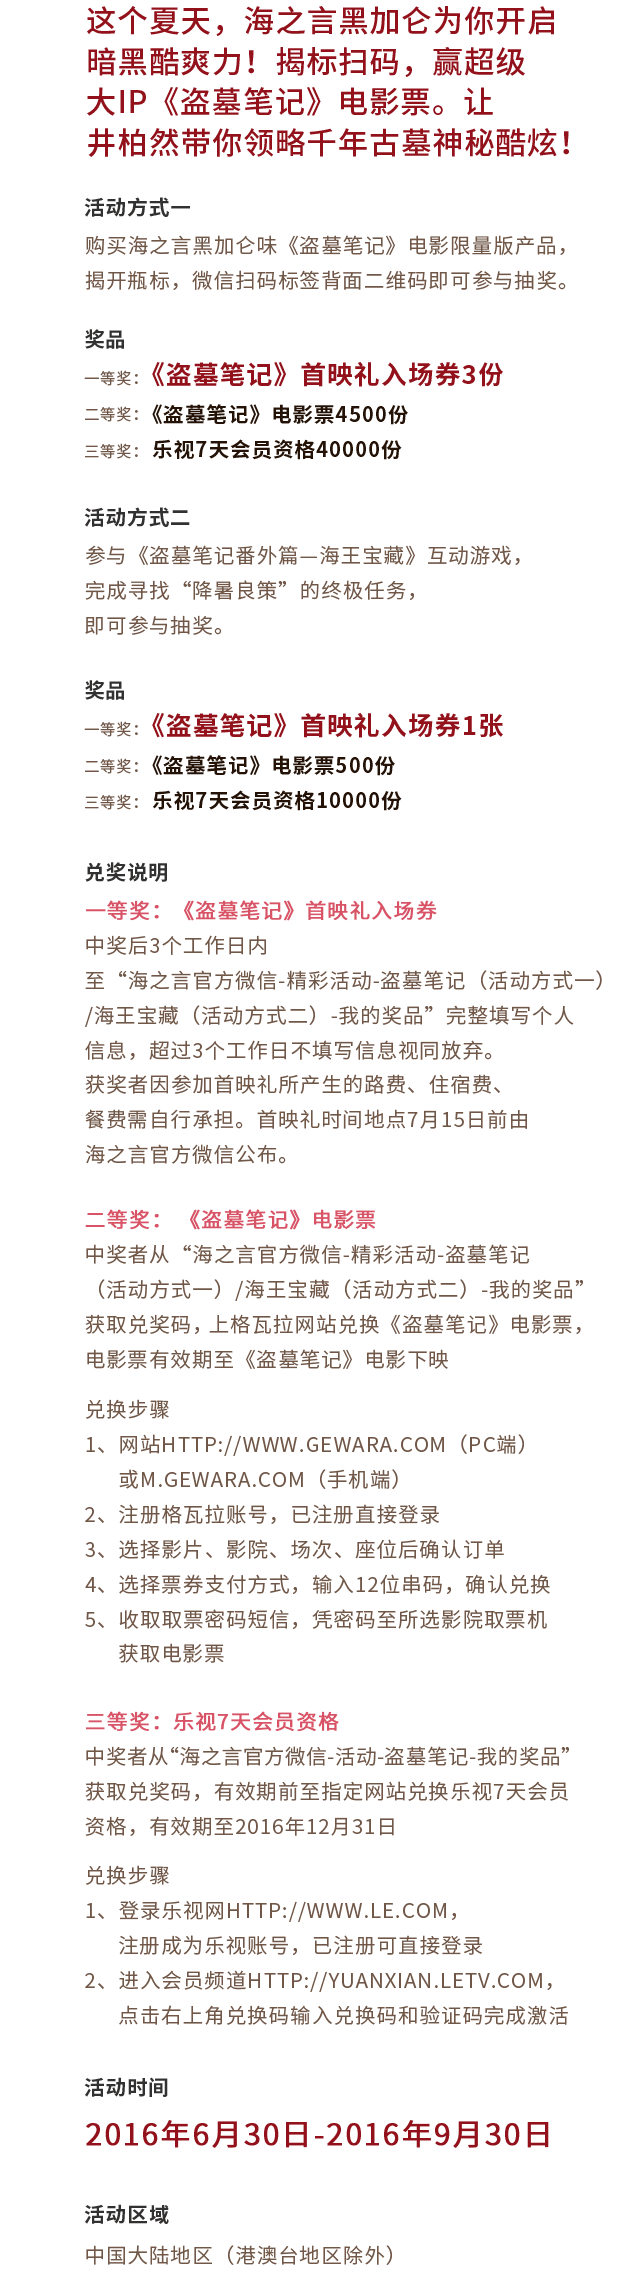 这个夏天，海之言黑加仑为你开启
暗黑酷爽力！揭标扫码，赢超级
大IP《盗墓笔记》电影票。让
井柏然带你领略千年古墓神秘酷炫！
活动方式一
购买海之言黑加仑味《盗墓笔记》电影限量版产品，
揭开瓶标，微信扫码标签背面二维码即可参与抽奖。
奖品
一等奖：《盗墓笔记》首映礼入场券3份
二等奖：《盗墓笔记》电影票4500份
三等奖： 乐视7天会员资格40000份
活动方式二
参与《盗墓笔记番外篇—海王宝藏》互动游戏，
完成寻找“降暑良策”的终极任务，
即可参与抽奖。
奖品
一等奖：《盗墓笔记》首映礼入场券1张
二等奖：《盗墓笔记》电影票500份
三等奖： 乐视7天会员资格10000份
兑奖说明
一等奖：《盗墓笔记》首映礼入场券
中奖后3个工作日内
至“海之言官方微信-精彩活动-盗墓笔记（活动方式一）
/海王宝藏（活动方式二）-我的奖品”完整填写个人
信息，超过3个工作日不填写信息视同放弃。
获奖者因参加首映礼所产生的路费、住宿费、
餐费需自行承担。首映礼时间地点7月15日前由
海之言官方微信公布。
二等奖： 《盗墓笔记》电影票
中奖者从“海之言官方微信-精彩活动-盗墓笔记
（活动方式一）/海王宝藏（活动方式二）-我的奖品”
获取兑奖码，上格瓦拉网站兑换《盗墓笔记》电影票，
电影票有效期至《盗墓笔记》电影下映
兑换步骤
1、网站HTTP://WWW.GEWARA.COM（PC端）
或M.GEWARA.COM（手机端）
2、注册格瓦拉账号，已注册直接登录
3、选择影片、影院、场次、座位后确认订单
4、选择票券支付方式，输入12位串码，确认兑换
5、收取取票密码短信，凭密码至所选影院取票机
获取电影票
三等奖：乐视7天会员资格
中奖者从“海之言官方微信-活动-盗墓笔记-我的奖品”
获取兑奖码，有效期前至指定网站兑换乐视7天会员
资格，有效期至2016年12月31日
兑换步骤
1、登录乐视网HTTP://WWW.LE.COM，
注册成为乐视账号，已注册可直接登录
2、进入会员频道HTTP://YUANXIAN.LETV.COM，
点击右上角兑换码输入兑换码和验证码完成激活
活动时间
2016年6月30日-2016年9月30日
活动区域
中国大陆地区（港澳台地区除外）